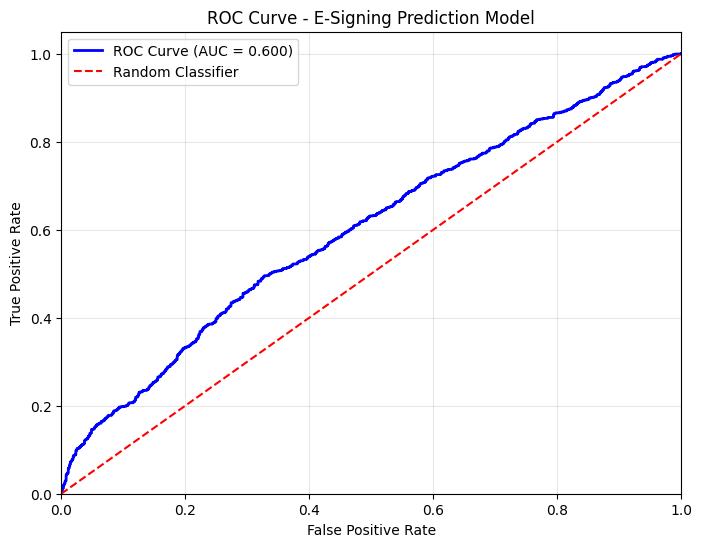 ROC Curve - E-Signing Prediction Model
ROC Curve (AUC = 0.600)
Random Classifier
True Positive Rate
1.0
0.8
0.6
0.4
0.2
0.0
0.0 0.2 0.4 0.6 0.8 1.0
False Positive Rate